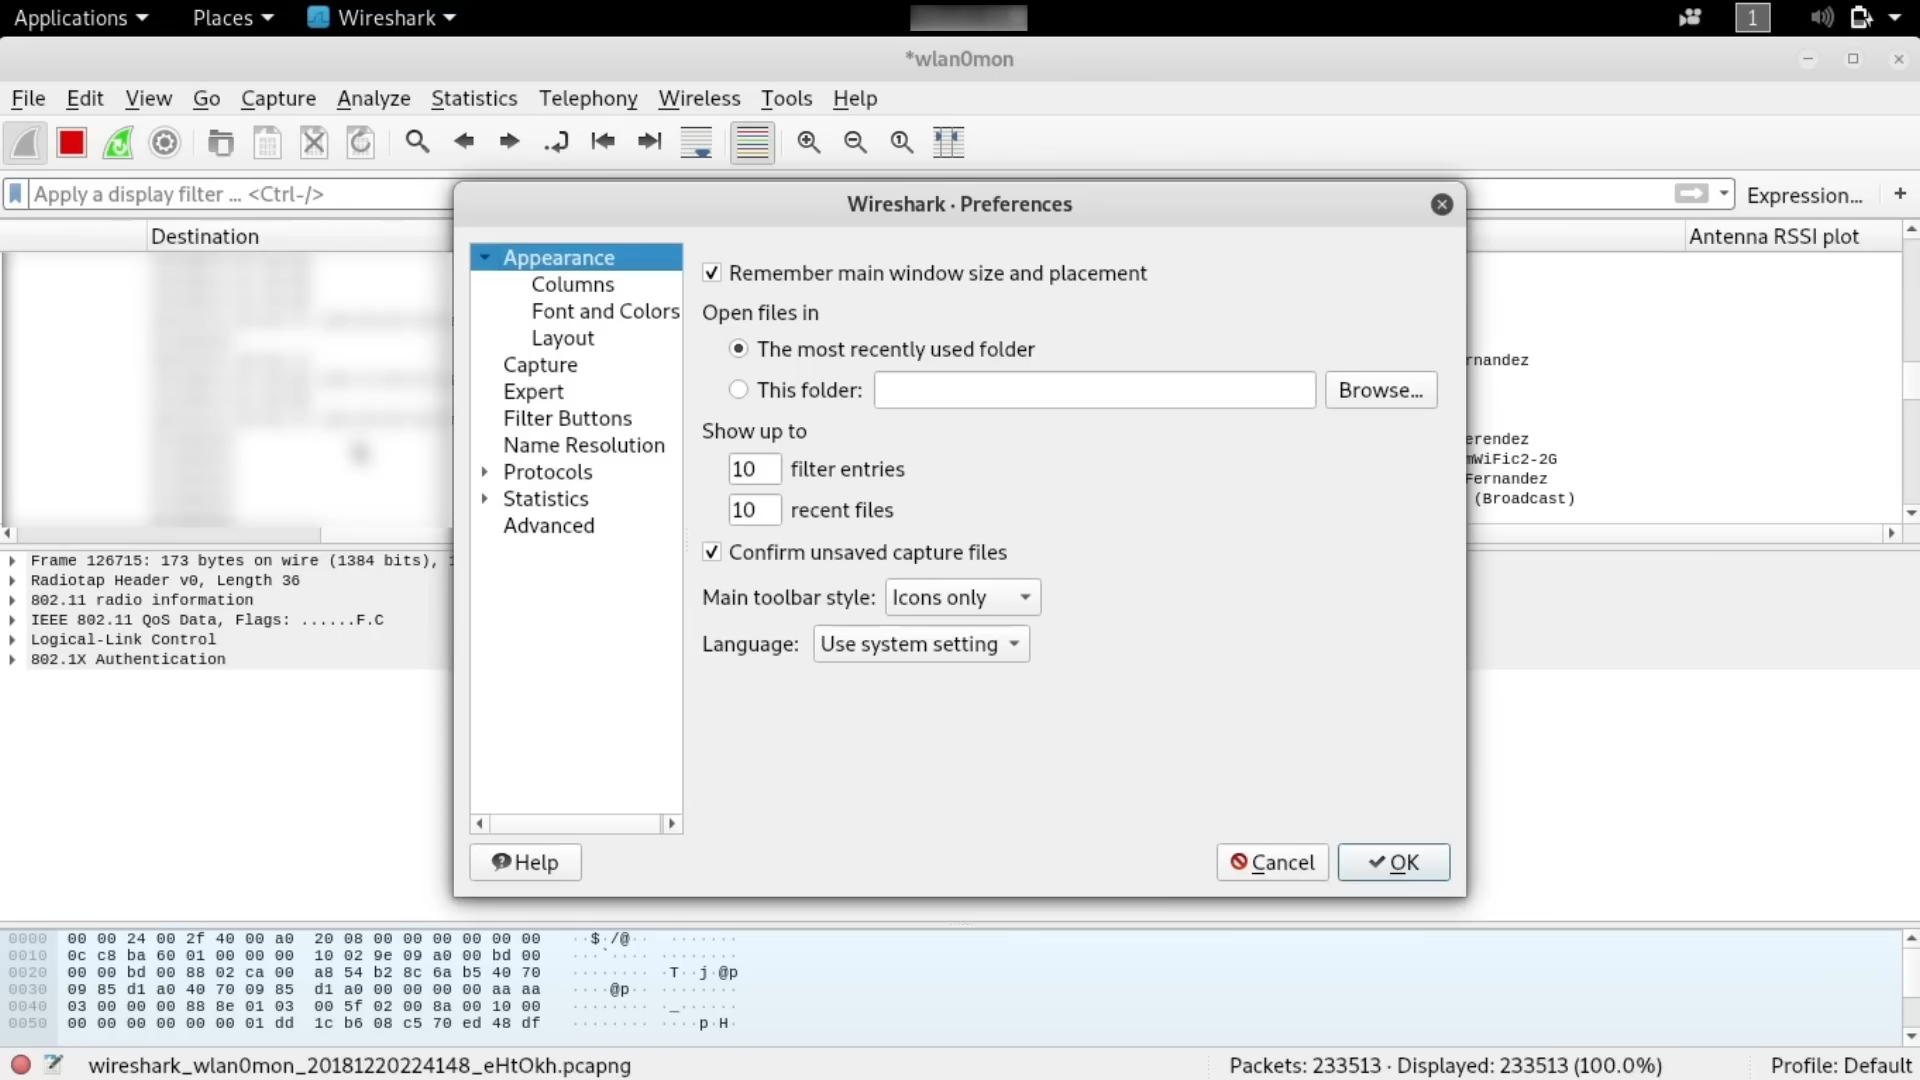 Applications Places Wireshark 1
*wlan0mon
File Edit View Go Capture Analyze Statistics Telephony Wireless Tools Help
Apply a display filter ... <Ctrl-/> Expression... +
Destination Antenna RSSI plot
rnandez
erendez
mWiFic2-2G
Fernandez
(Broadcast)
Wireshark · Preferences
Appearance
Columns
Font and Colors
Layout
Capture
Expert
Filter Buttons
Name Resolution
Protocols
Statistics
Advanced
Remember main window size and placement
Open files in
The most recently used folder
This folder: Browse...
Show up to
10 filter entries
10 recent files
Confirm unsaved capture files
Main toolbar style: Icons only
Language: Use system setting
Help Cancel OK
Frame 126715: 173 bytes on wire (1384 bits),
Radiotap Header v0, Length 36
802.11 radio information
IEEE 802.11 QoS Data, Flags: ......F.C
Logical-Link Control
802.1X Authentication
0000 00 00 24 00 2f 40 00 a0 20 08 00 00 00 00 00 00 ··$·/@·· ········
0010 0c c8 ba 60 01 00 00 00 10 02 9e 09 a0 00 bd 00 ···`···· ········
0020 00 00 bd 00 88 02 ca 00 a8 54 b2 8c 6a b5 40 70 ········ ·T··j·@p
0030 09 85 d1 a0 40 70 09 85 d1 a0 00 00 00 00 aa aa ····@p·· ········
0040 03 00 00 00 88 8e 01 03 00 5f 02 00 8a 00 10 00 ········ ·_······
0050 00 00 00 00 00 00 01 dd 1c b6 08 c5 70 ed 48 df ········ ····p·H·
wireshark_wlan0mon_20181220224148_eHtOkh.pcapng Packets: 233513 · Displayed: 233513 (100.0%) Profile: Default